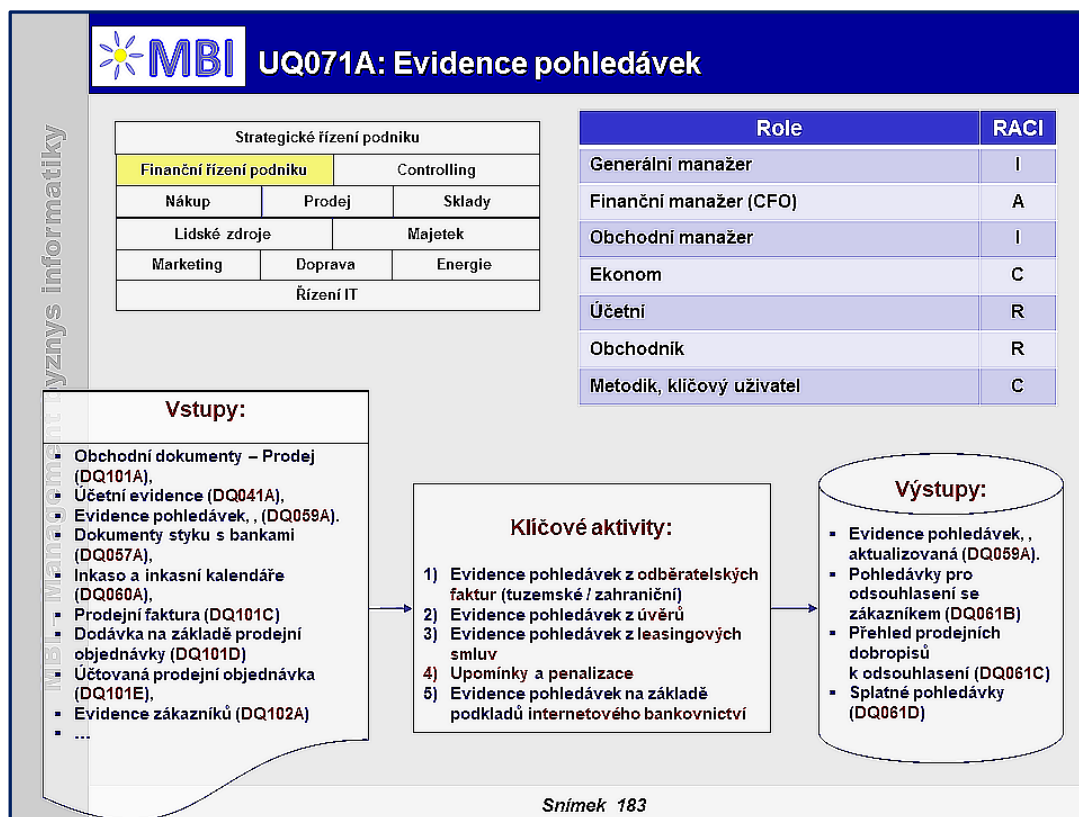 MBI UQ071A: Evidence pohledávek
MBI – Management byznys informatiky
Strategické řízení podniku
Finanční řízení podniku Controlling
Nákup Prodej Sklady
Lidské zdroje Majetek
Marketing Doprava Energie
Řízení IT
Role RACI
Generální manažer I
Finanční manažer (CFO) A
Obchodní manažer I
Ekonom C
Účetní R
Obchodník R
Metodik, klíčový uživatel C
Vstupy:
▪ Obchodní dokumenty – Prodej
(DQ101A),
▪ Účetní evidence (DQ041A),
▪ Evidence pohledávek, , (DQ059A).
▪ Dokumenty styku s bankami
(DQ057A),
▪ Inkaso a inkasní kalendáře
(DQ060A),
▪ Prodejní faktura (DQ101C)
▪ Dodávka na základě prodejní
objednávky (DQ101D)
▪ Účtovaná prodejní objednávka
(DQ101E),
▪ Evidence zákazníků (DQ102A)
▪ …
Klíčové aktivity:
1) Evidence pohledávek z odběratelských
faktur (tuzemské / zahraniční)
2) Evidence pohledávek z úvěrů
3) Evidence pohledávek z leasingových
smluv
4) Upomínky a penalizace
5) Evidence pohledávek na základě
podkladů internetového bankovnictví
Výstupy:
▪ Evidence pohledávek, ,
aktualizovaná (DQ059A).
▪ Pohledávky pro
odsouhlasení se
zákazníkem (DQ061B)
▪ Přehled prodejních
dobropisů
k odsouhlasení (DQ061C)
▪ Splatné pohledávky
(DQ061D)
Snímek 183